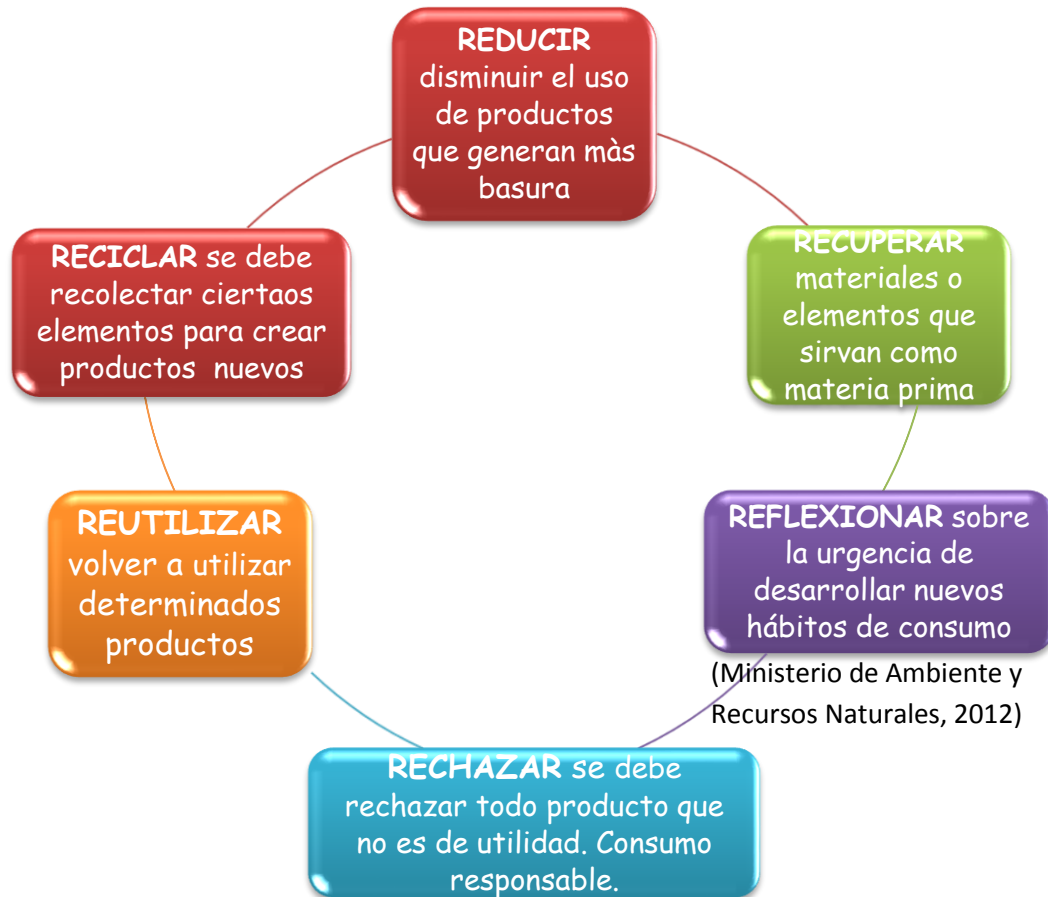 REDUCIR
disminuir el uso
de productos
que generan màs
basura
RECUPERAR
materiales o
elementos que
sirvan como
materia prima
REFLEXIONAR sobre
la urgencia de
desarrollar nuevos
hábitos de consumo
(Ministerio de Ambiente y
Recursos Naturales, 2012)
RECHAZAR se debe
rechazar todo producto que
no es de utilidad. Consumo
responsable.
REUTILIZAR
volver a utilizar
determinados
productos
RECICLAR se debe
recolectar ciertaos
elementos para crear
productos nuevos